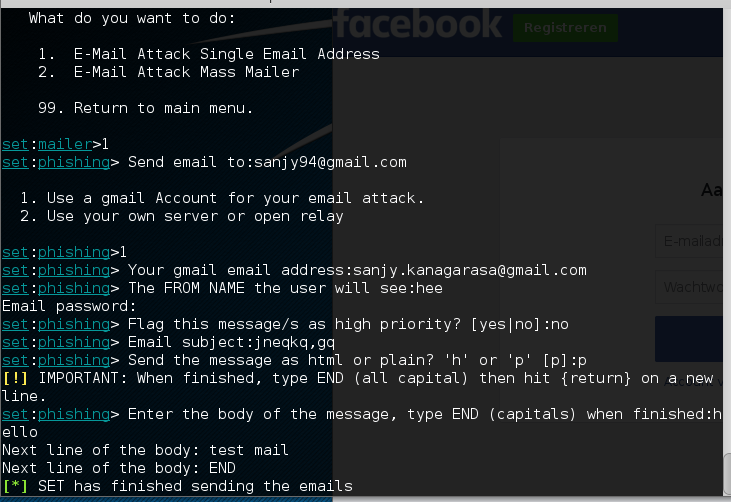 facebook
Registreren
What do you want to do:
1. E-Mail Attack Single Email Address
2. E-Mail Attack Mass Mailer
99. Return to main menu.
set:mailer>1
set:phishing> Send email to:sanjy94@gmail.com
1. Use a gmail Account for your email attack.
2. Use your own server or open relay
set:phishing>1
set:phishing> Your gmail email address:sanjy.kanagarasa@gmail.com
set:phishing> The FROM NAME the user will see:hee
Email password:
set:phishing> Flag this message/s as high priority? [yes|no]:no
set:phishing> Email subject:jneqkq,gq
set:phishing> Send the message as html or plain? 'h' or 'p' [p]:p
[!] IMPORTANT: When finished, type END (all capital) then hit {return} on a new
line.
set:phishing> Enter the body of the message, type END (capitals) when finished:h
ello
Next line of the body: test mail
Next line of the body: END
[*] SET has finished sending the emails
Aa
E-mailad
Wachtwo